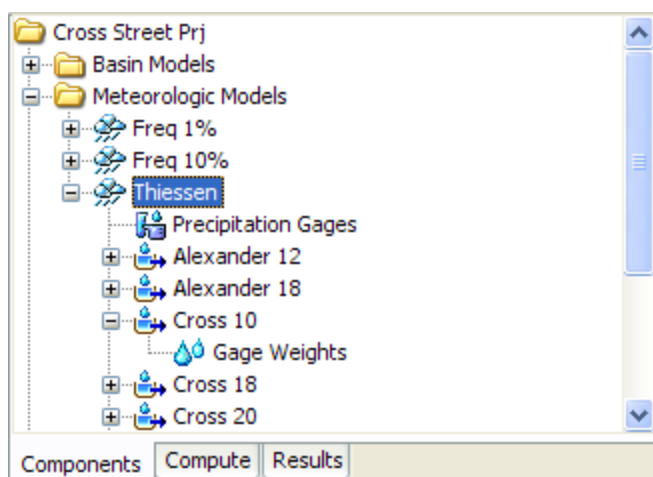 Cross Street Prj
Basin Models
Meteorologic Models
Freq 1%
Freq 10%
Thiessen
Precipitation Gages
Alexander 12
Alexander 18
Cross 10
Gage Weights
Cross 18
Cross 20
Components Compute Results